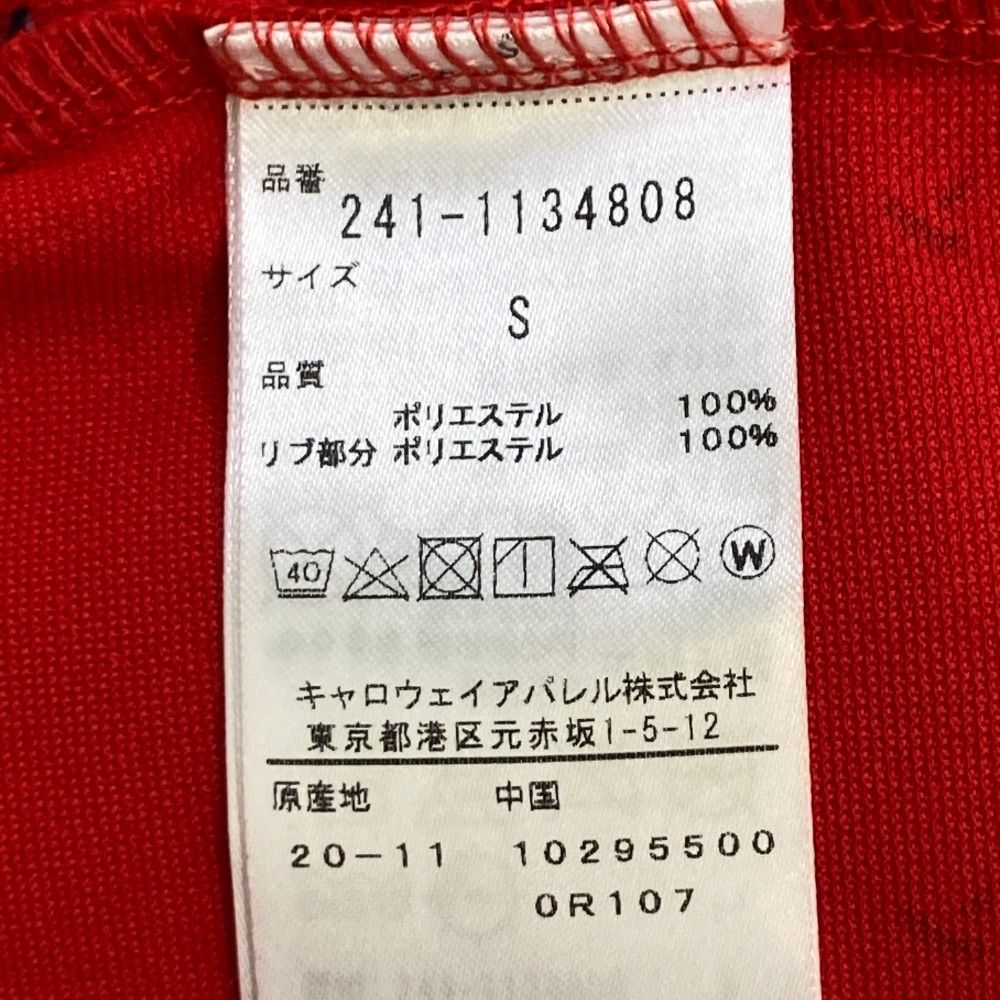 S
品番
241-1134808
サイズ
S
品質
ポリエステル 100%
リブ部分 ポリエステル 100%
40 W
キャロウェイアパレル株式会社
東京都港区元赤坂1-5-12
原産地 中国
20-11 10295500
0R107